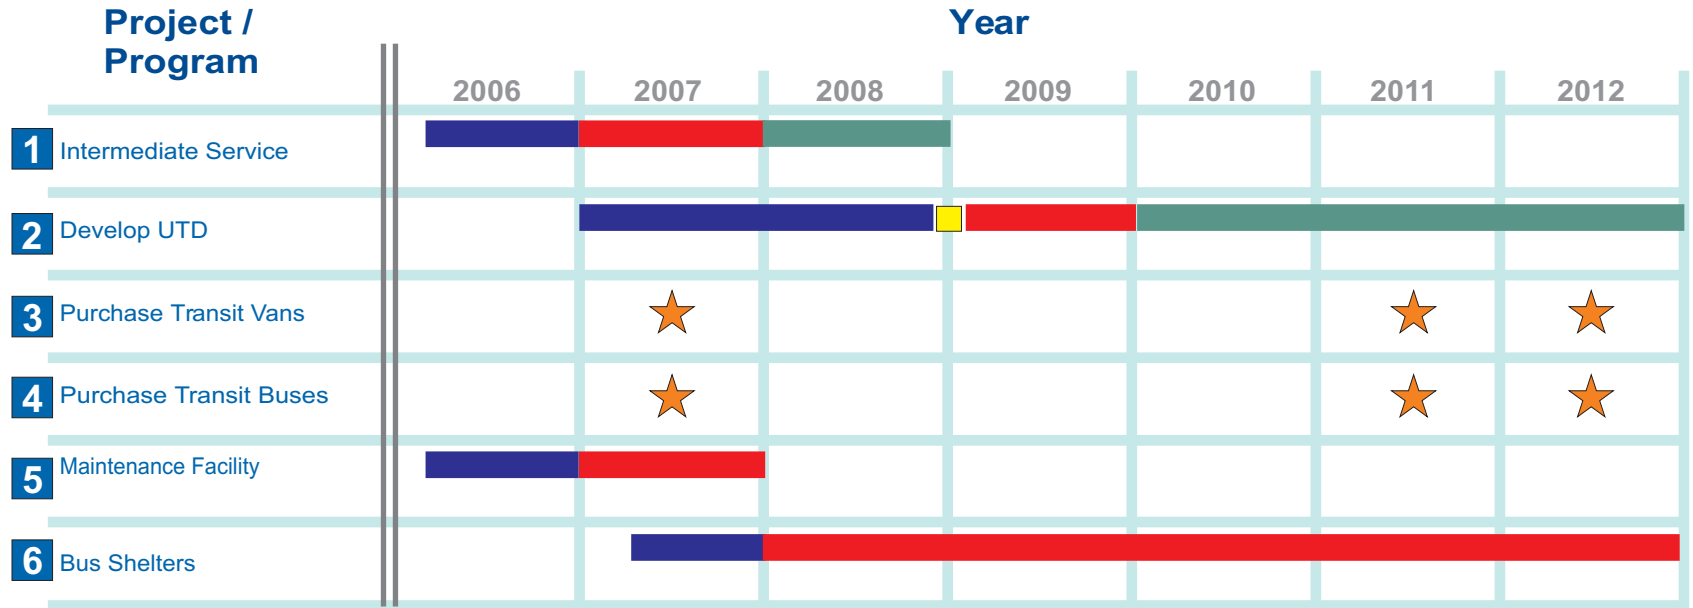 Project /
Program
Year
2006 2007 2008 2009 2010 2011 2012
1 Intermediate Service
2 Develop UTD
3 Purchase Transit Vans
4 Purchase Transit Buses
5 Maintenance Facility
6 Bus Shelters